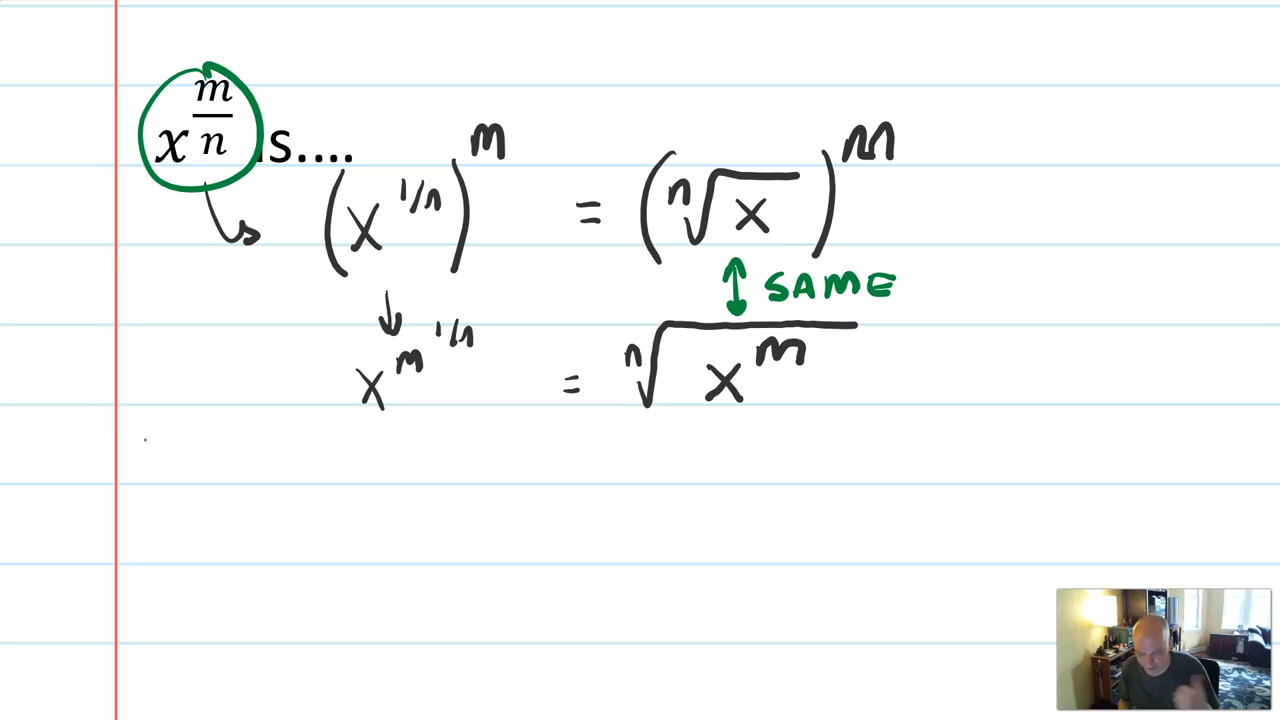 x^(m/n) is....
(x^(1/n))^m = (ⁿ√x)^m
SAME
x^m^(1/n) = ⁿ√(x^m)